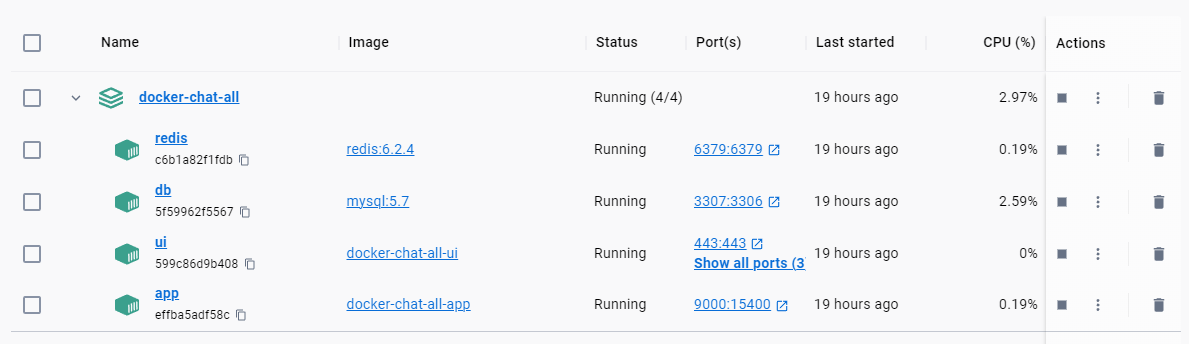 Name Image Status Port(s) Last started CPU (%) Actions
docker-chat-all Running (4/4) 19 hours ago 2.97%
redis
c6b1a82f1fdb redis:6.2.4 Running 6379:6379 19 hours ago 0.19%
db
5f59962f5567 mysql:5.7 Running 3307:3306 19 hours ago 2.59%
ui
599c86d9b408 docker-chat-all-ui Running 443:443 19 hours ago 0%
Show all ports (3
app
effba5adf58c docker-chat-all-app Running 9000:15400 19 hours ago 0.19%